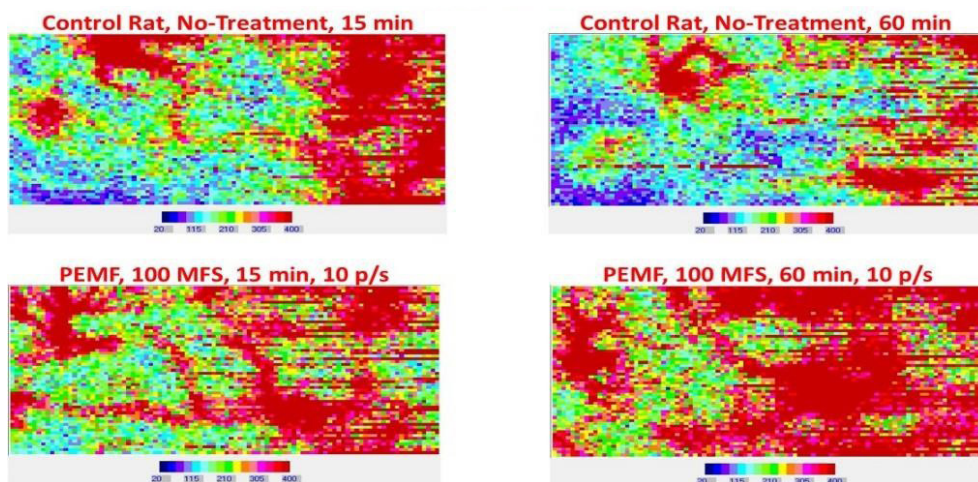 Control Rat, No-Treatment, 15 min
Control Rat, No-Treatment, 60 min
20 115 210 305 400
20 115 210 305 400
PEMF, 100 MFS, 15 min, 10 p/s
PEMF, 100 MFS, 60 min, 10 p/s
20 115 210 305 400
20 115 210 305 400